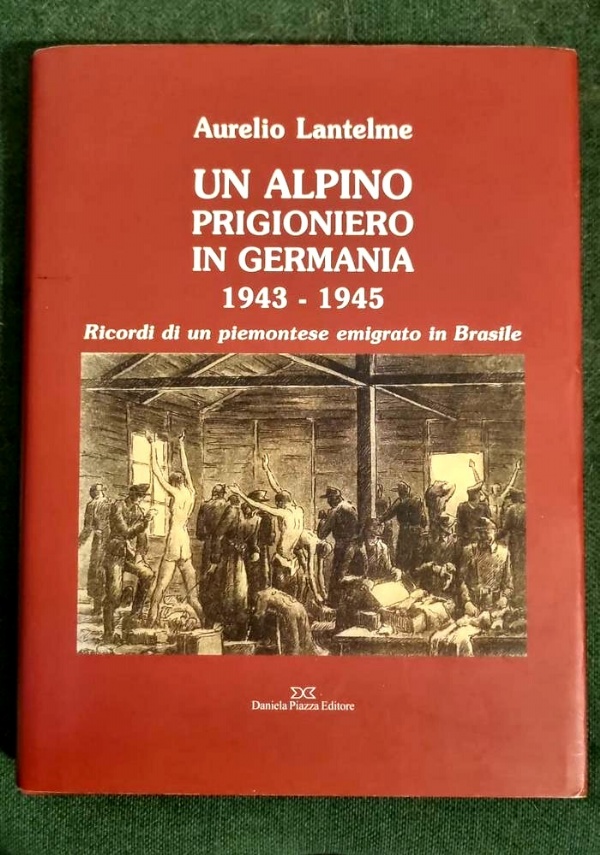 Aurelio Lantelme
UN ALPINO
PRIGIONIERO
IN GERMANIA
1943 - 1945
Ricordi di un piemontese emigrato in Brasile
Daniela Piazza Editore